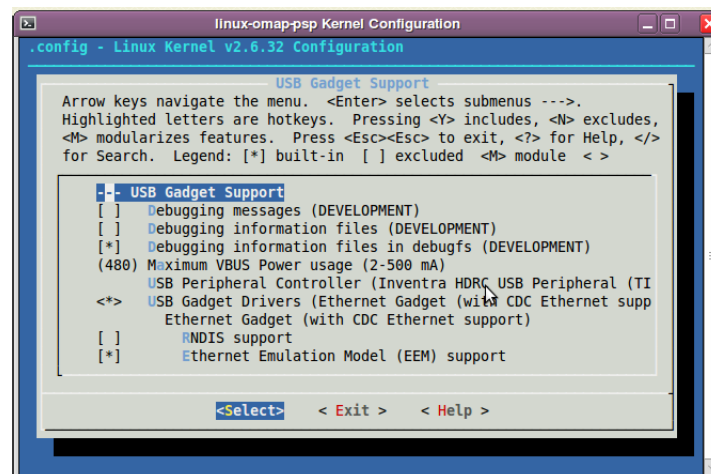 linux-omap-psp Kernel Configuration
.config - Linux Kernel v2.6.32 Configuration
USB Gadget Support
Arrow keys navigate the menu.  <Enter> selects submenus --->.
Highlighted letters are hotkeys.  Pressing <Y> includes, <N> excludes,
<M> modularizes features.  Press <Esc><Esc> to exit, <?> for Help, </>
for Search.  Legend: [*] built-in  [ ] excluded  <M> module  < >
--- USB Gadget Support
[ ]   Debugging messages (DEVELOPMENT)
[ ]   Debugging information files (DEVELOPMENT)
[*]   Debugging information files in debugfs (DEVELOPMENT)
(480) Maximum VBUS Power usage (2-500 mA)
USB Peripheral Controller (Inventra HDRC USB Peripheral (TI
<*>   USB Gadget Drivers (Ethernet Gadget (with CDC Ethernet supp
Ethernet Gadget (with CDC Ethernet support)
[ ]     RNDIS support
[*]     Ethernet Emulation Model (EEM) support
<Select>    < Exit >    < Help >